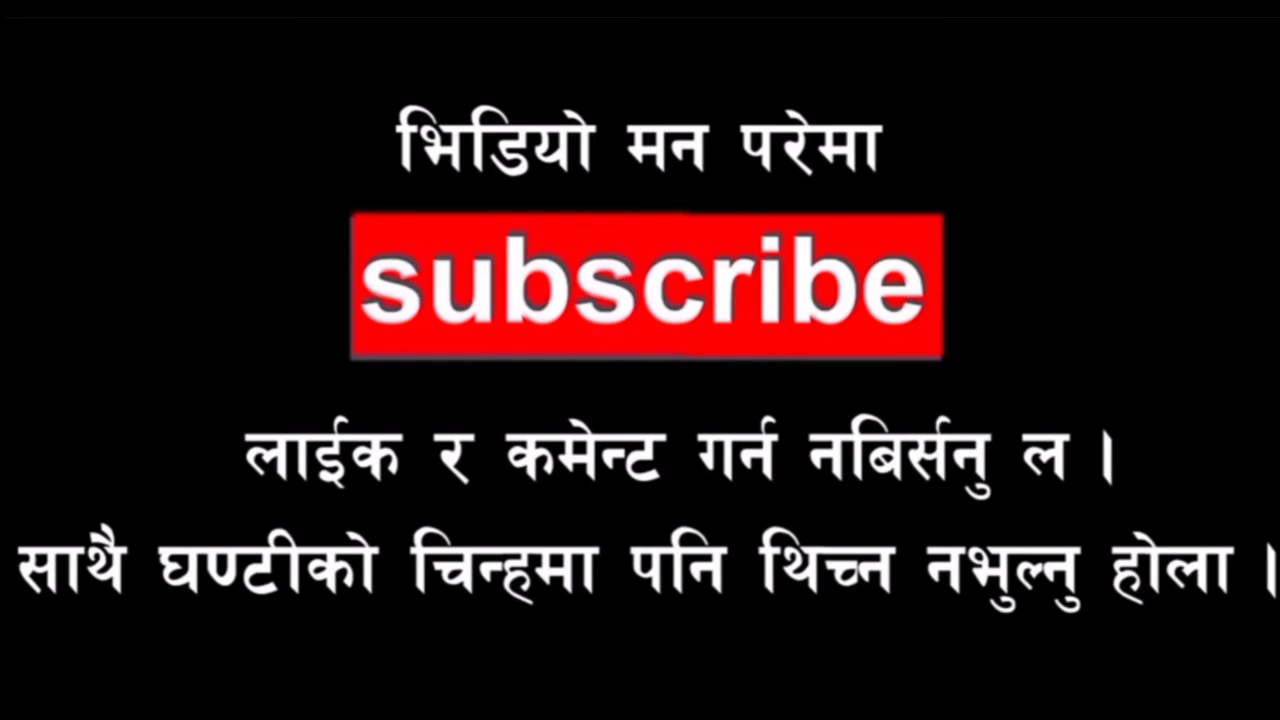 भिडियो मन परेमा
subscribe
लाईक र कमेन्ट गर्न नबिर्सनु ल ।
साथै घण्टीको चिन्हमा पनि थिच्न नभुल्नु होला ।